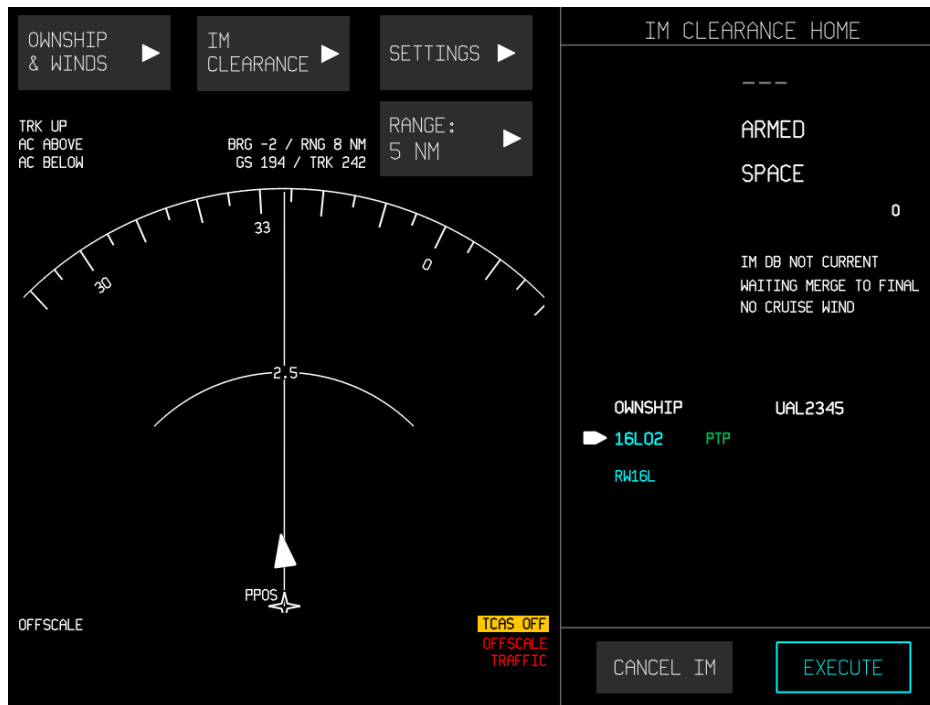 OWNSHIP
& WINDS
IM
CLEARANCE
SETTINGS
RANGE:
5 NM
TRK UP
AC ABOVE
AC BELOW
BRG -2 / RNG 8 NM
GS 194 / TRK 242
30
33
0
2.5
PPOS
OFFSCALE
TCAS OFF
OFFSCALE
TRAFFIC
IM CLEARANCE HOME
---
ARMED
SPACE
0
IM DB NOT CURRENT
WAITING MERGE TO FINAL
NO CRUISE WIND
OWNSHIP UAL2345
16LO2 PTP
RW16L
CANCEL IM
EXECUTE